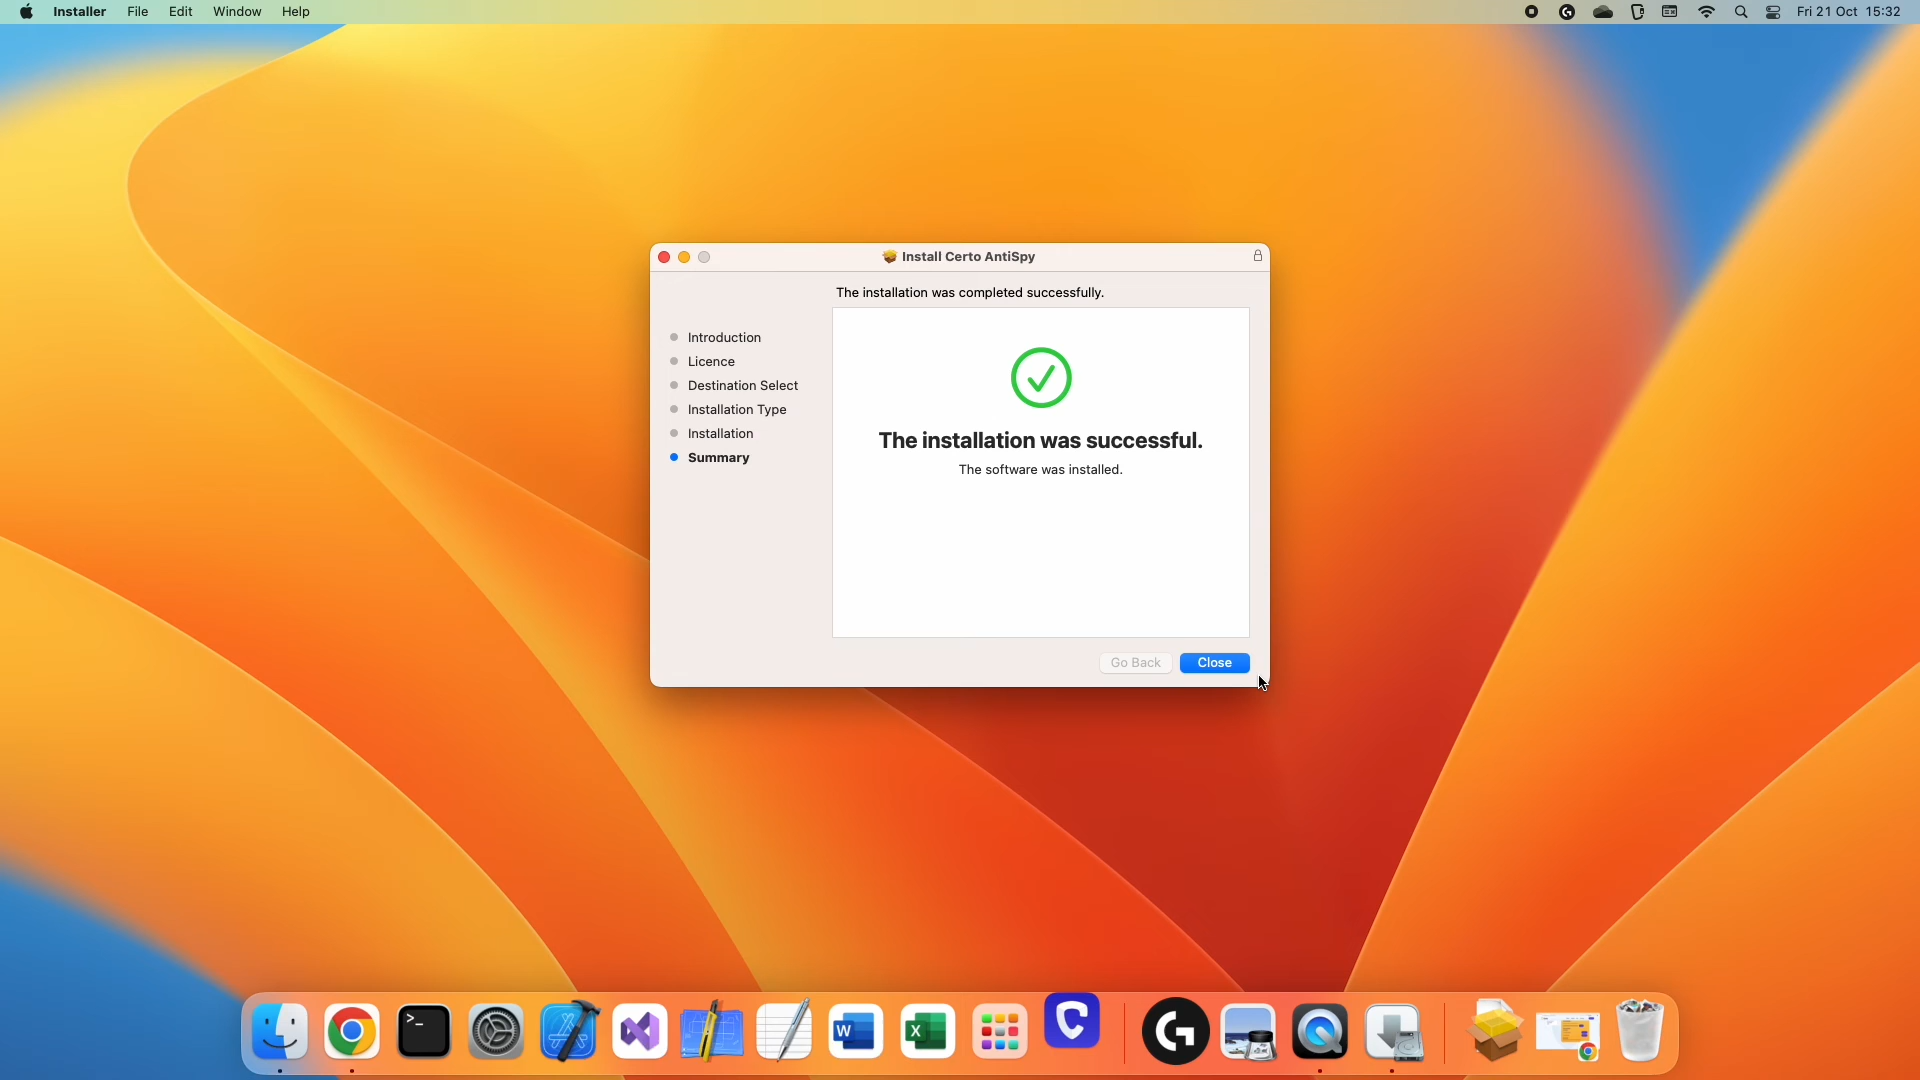 Installer File Edit Window Help Fri 21 Oct 15:32
Install Certo AntiSpy
The installation was completed successfully.
Introduction
Licence
Destination Select
Installation Type
Installation
Summary
The installation was successful.
The software was installed.
Go Back Close
>_
W
X